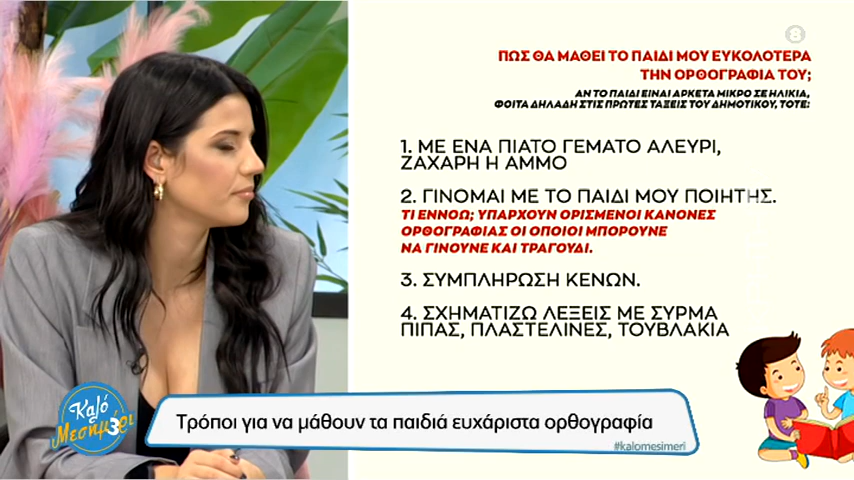 8
ΠΩΣ ΘΑ ΜΑΘΕΙ ΤΟ ΠΑΙΔΙ ΜΟΥ ΕΥΚΟΛΟΤΕΡΑ
ΤΗΝ ΟΡΘΟΓΡΑΦΙΑ ΤΟΥ;
ΑΝ ΤΟ ΠΑΙΔΙ ΕΙΝΑΙ ΑΡΚΕΤΑ ΜΙΚΡΟ ΣΕ ΗΛΙΚΙΑ,
ΦΟΙΤΑ ΔΗΛΑΔΗ ΣΤΙΣ ΠΡΩΤΕΣ ΤΑΞΕΙΣ ΤΟΥ ΔΗΜΟΤΙΚΟΥ, ΤΟΤΕ:
1. ΜΕ ΕΝΑ ΠΙΑΤΟ ΓΕΜΑΤΟ ΑΛΕΥΡΙ,
ΖΑΧΑΡΗ Η ΑΜΜΟ
2. ΓΙΝΟΜΑΙ ΜΕ ΤΟ ΠΑΙΔΙ ΜΟΥ ΠΟΙΗΤΗΣ.
ΤΙ ΕΝΝΟΩ; ΥΠΑΡΧΟΥΝ ΟΡΙΣΜΕΝΟΙ ΚΑΝΟΝΕΣ
ΟΡΘΟΓΡΑΦΙΑΣ ΟΙ ΟΠΟΙΟΙ ΜΠΟΡΟΥΝΕ
ΝΑ ΓΙΝΟΥΝΕ ΚΑΙ ΤΡΑΓΟΥΔΙ.
3. ΣΥΜΠΛΗΡΩΣΗ ΚΕΝΩΝ.
4. ΣΧΗΜΑΤΙΖΩ ΛΕΞΕΙΣ ΜΕ ΣΥΡΜΑ
ΠΙΠΑΣ, ΠΛΑΣΤΕΛΙΝΕΣ, ΤΟΥΒΛΑΚΙΑ
Καλό
Μεσημ3ρι
Τρόποι για να μάθουν τα παιδιά ευχάριστα ορθογραφία
#kalomesimeri